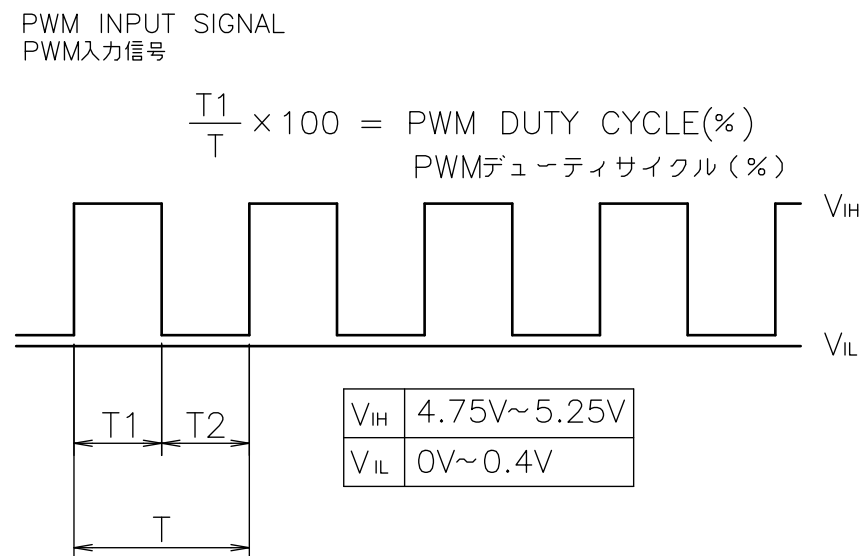 PWM INPUT SIGNAL
PWM入力信号
T1
T
×100 = PWM DUTY CYCLE(%)
PWMデューティサイクル(%)
VIH
VIL
T1 T2
T
VIH 4.75V~5.25V
VIL 0V~0.4V